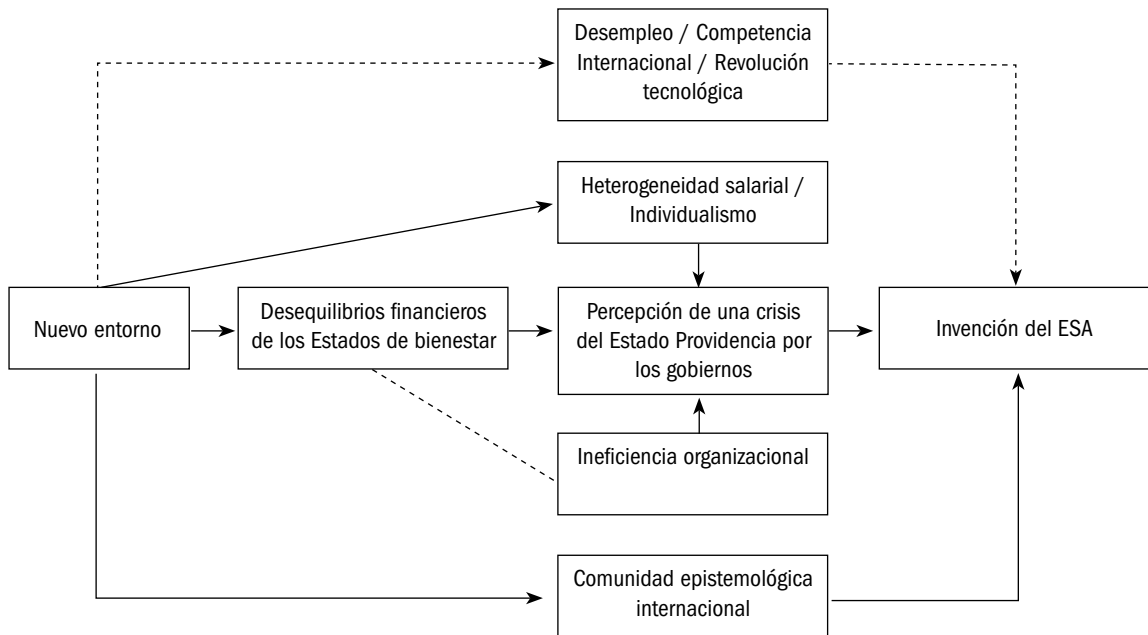 Desempleo / Competencia
Internacional / Revolución
tecnológica
Heterogeneidad salarial /
Individualismo
Nuevo entorno
Desequilibrios financieros
de los Estados de bienestar
Percepción de una crisis
del Estado Providencia por
los gobiernos
Invención del ESA
Ineficiencia organizacional
Comunidad epistemológica
internacional